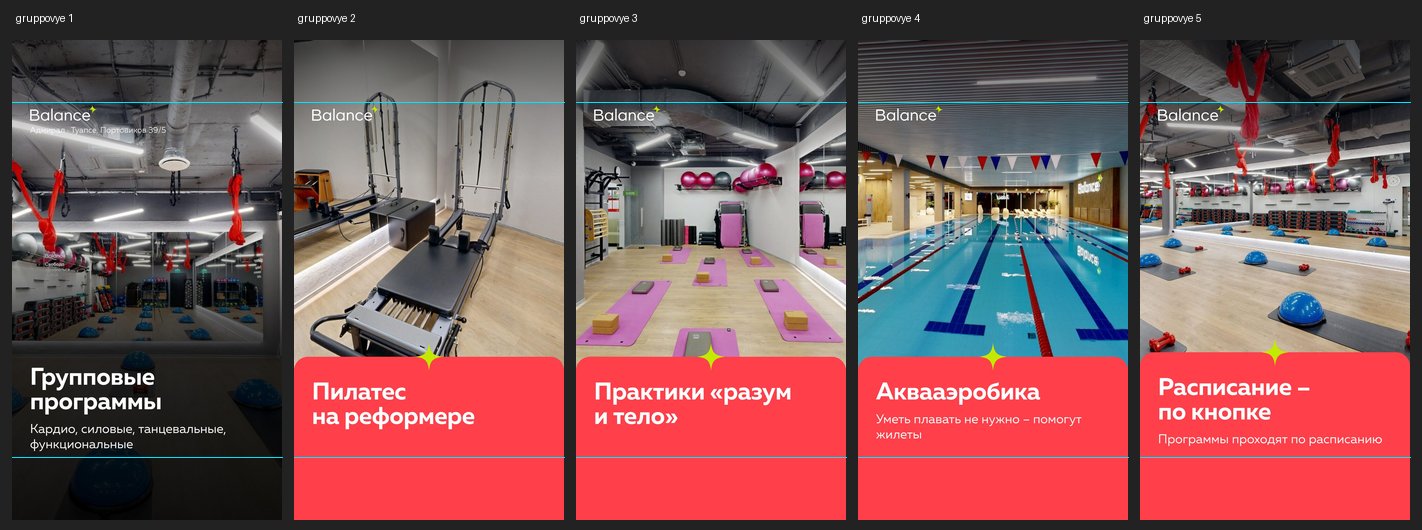 gruppovye 1
Balance
Адмирал · Туапсе, Портовиков 39/5
Групповые
программы
Кардио, силовые, танцевальные,
функциональные
gruppovye 2
Balance
Пилатес
на реформере
gruppovye 3
Balance
Практики «разум
и тело»
gruppovye 4
Balance
Balance
Аквааэробика
Уметь плавать не нужно – помогут
жилеты
gruppovye 5
Balance
Расписание –
по кнопке
Программы проходят по расписанию